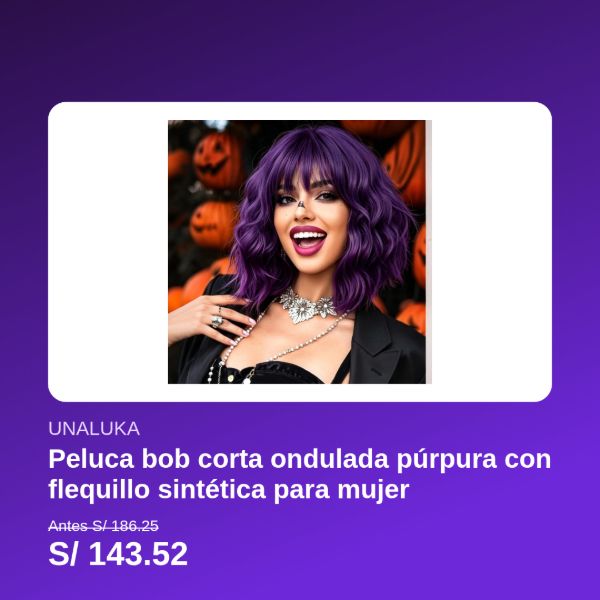 UNALUKA
Peluca bob corta ondulada púrpura con
flequillo sintética para mujer
Antes S/ 186.25
S/ 143.52